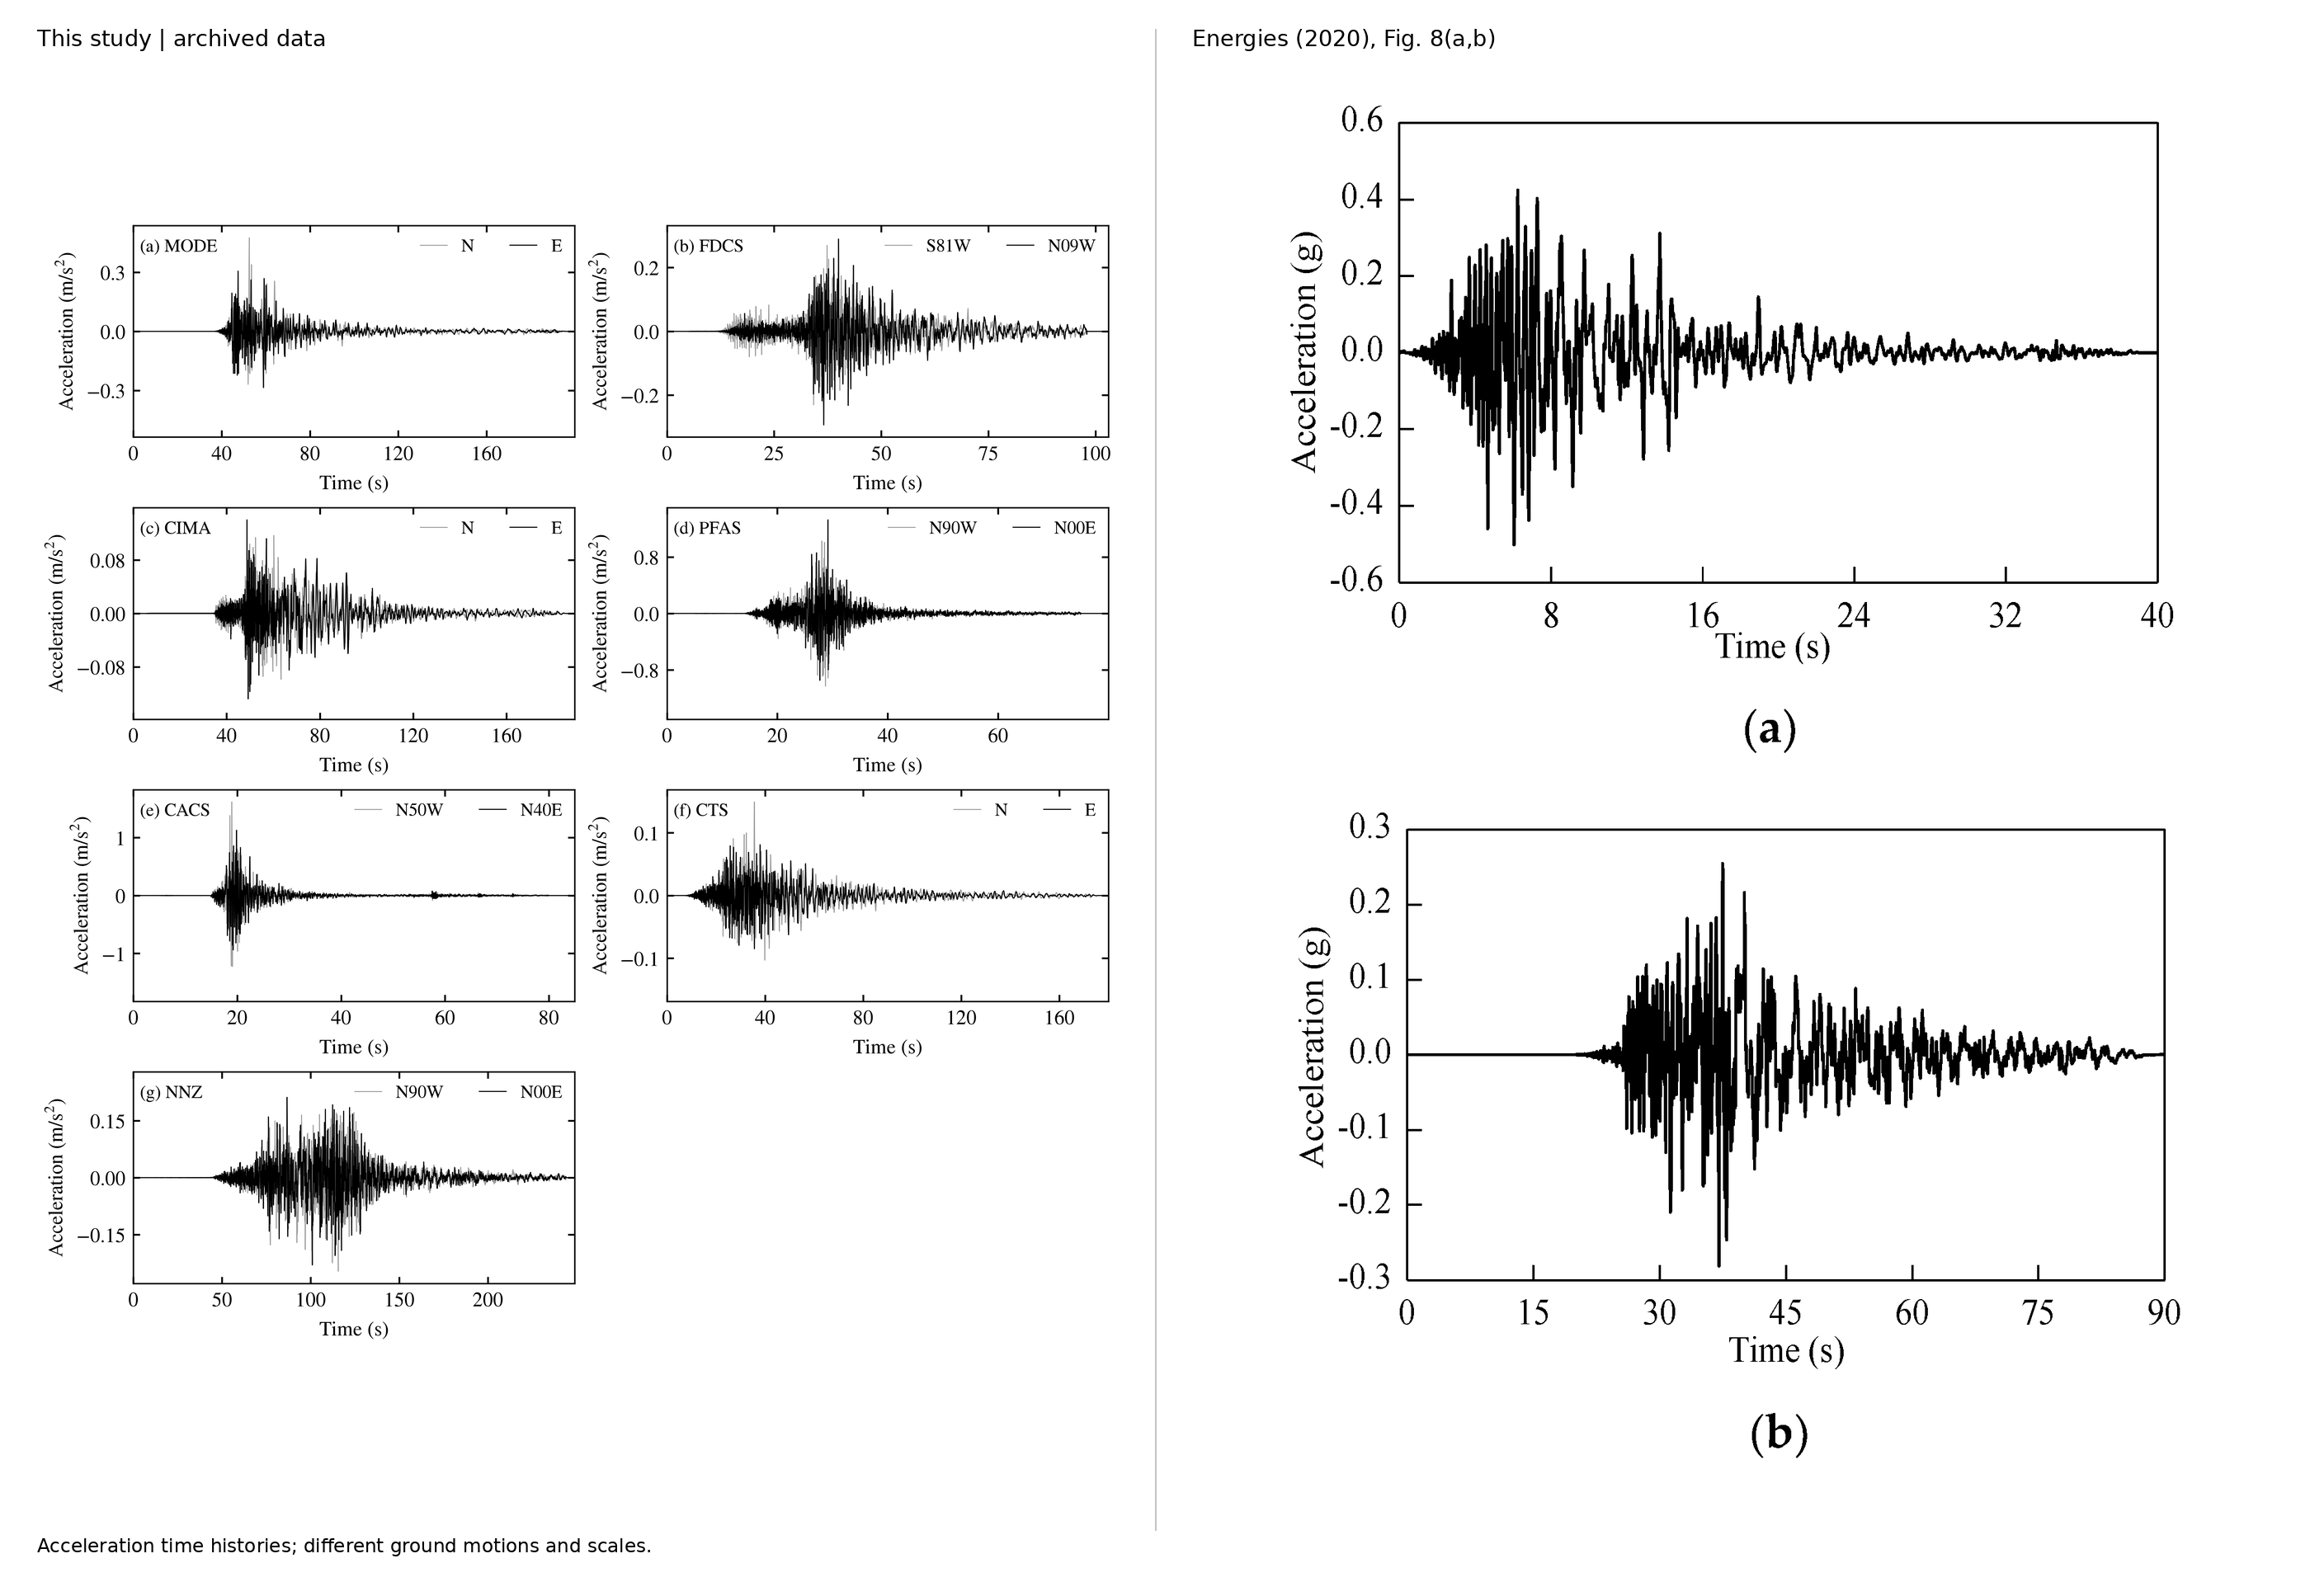 This study | archived data
Energies (2020), Fig. 8(a,b)
(a) MODE
N
E
Acceleration (m/s²)
0.3
0.0
−0.3
0
40
80
120
160
Time (s)
(b) FDCS
S81W
N09W
Acceleration (m/s²)
0.2
0.0
−0.2
0
25
50
75
100
Time (s)
(c) CIMA
N
E
Acceleration (m/s²)
0.08
0.00
−0.08
0
40
80
120
160
Time (s)
(d) PFAS
N90W
N00E
Acceleration (m/s²)
0.8
0.0
−0.8
0
20
40
60
Time (s)
(e) CACS
N50W
N40E
Acceleration (m/s²)
1
0
−1
0
20
40
60
80
Time (s)
(f) CTS
N
E
Acceleration (m/s²)
0.1
0.0
−0.1
0
40
80
120
160
Time (s)
(g) NNZ
N90W
N00E
Acceleration (m/s²)
0.15
0.00
−0.15
0
50
100
150
200
Time (s)
Acceleration (g)
0.6
0.4
0.2
0.0
-0.2
-0.4
-0.6
0
8
16
24
32
40
Time (s)
(a)
Acceleration (g)
0.3
0.2
0.1
0.0
-0.1
-0.2
-0.3
0
15
30
45
60
75
90
Time (s)
(b)
Acceleration time histories; different ground motions and scales.